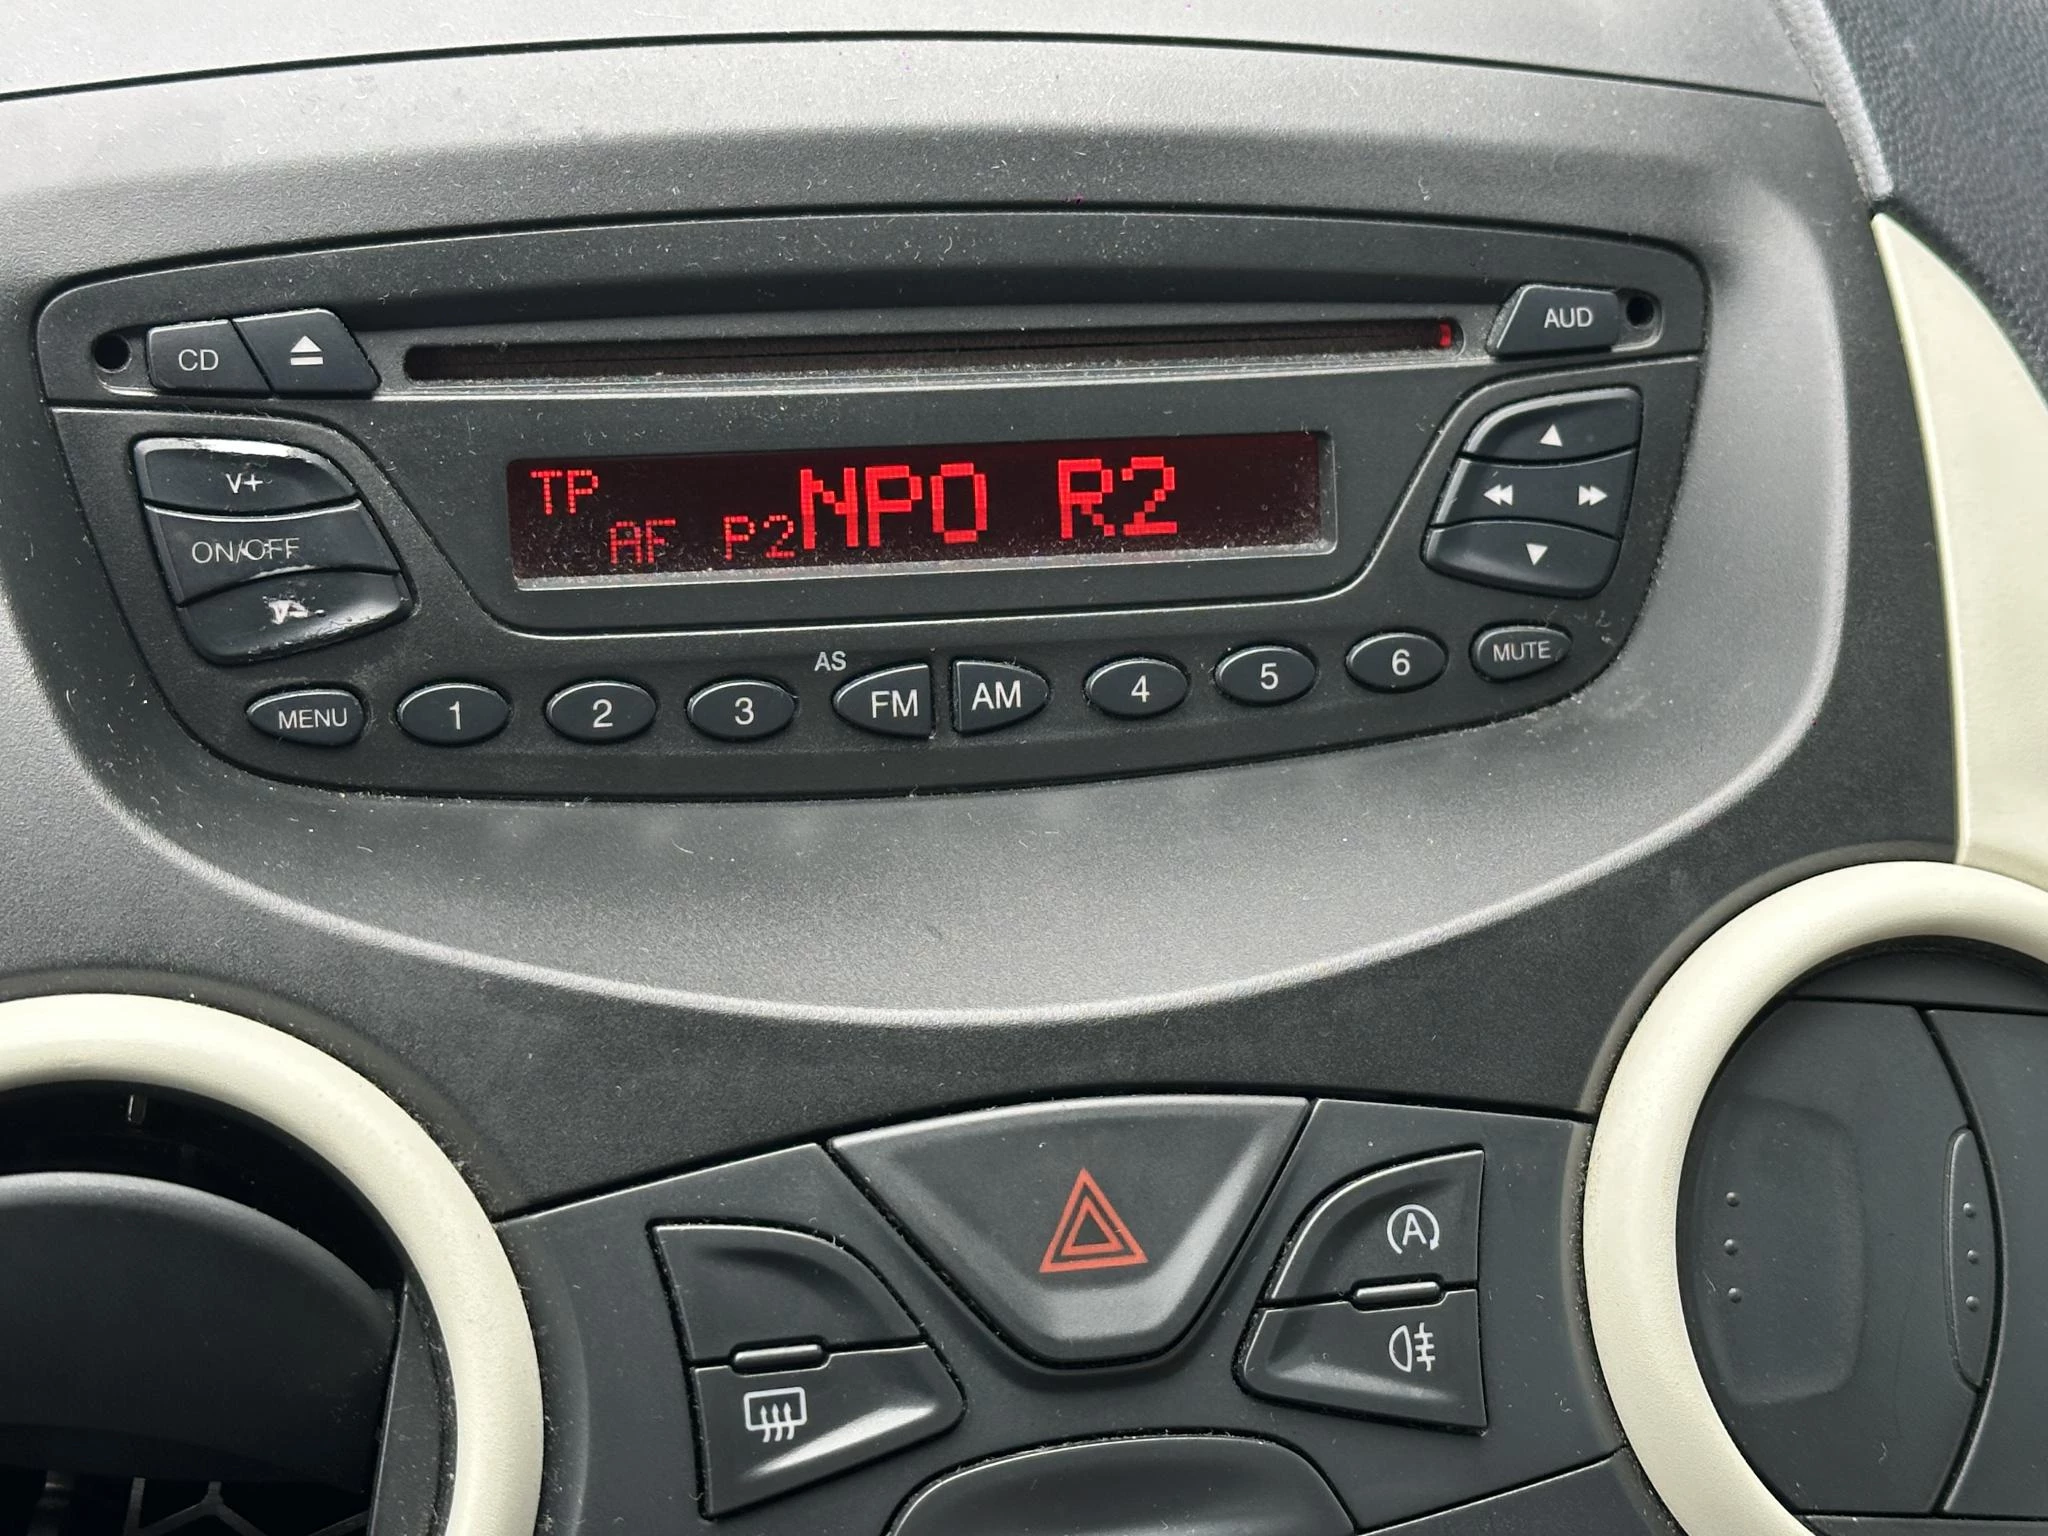 CD
AUD
V+
ON/OFF
V-
TP
AF P2 NPO R2
AS
MENU 1 2 3 FM AM 4 5 6 MUTE
A